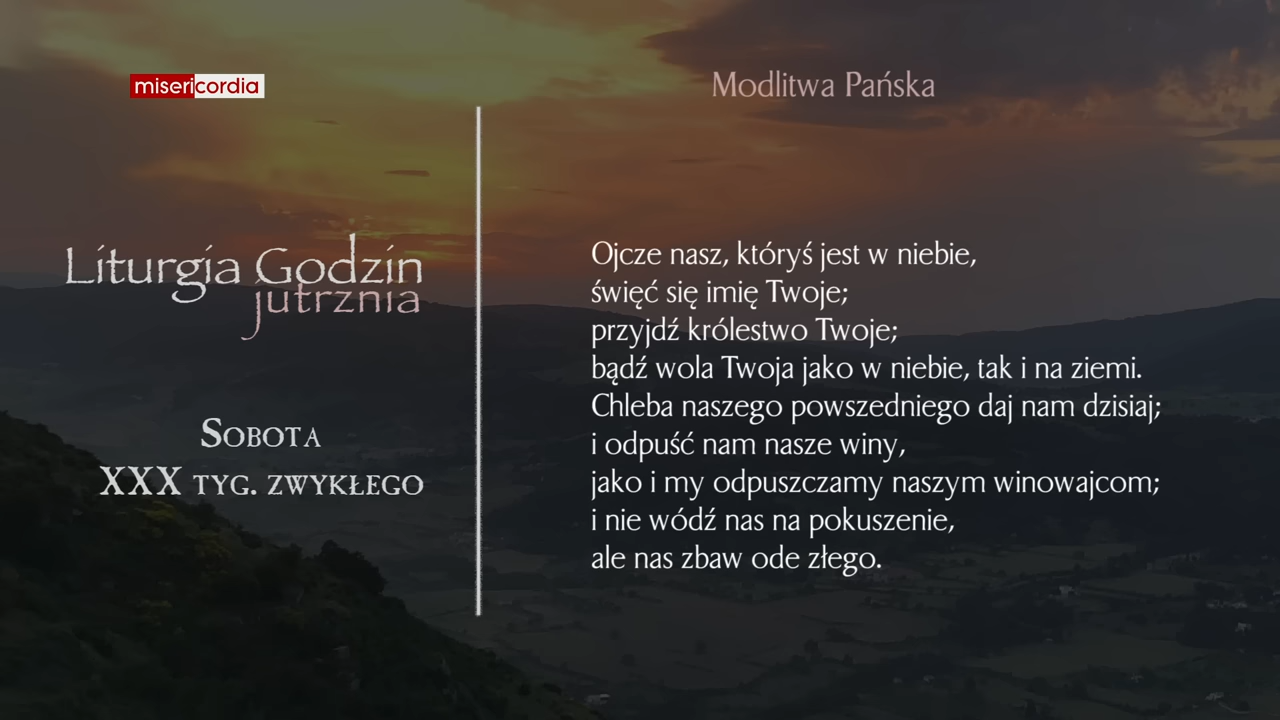 misericordia
Liturgia Godzin
jutrznia
Sobota
XXX tyg. zwykłego
Modlitwa Pańska
Ojcze nasz, któryś jest w niebie,
święć się imię Twoje;
przyjdź królestwo Twoje;
bądź wola Twoja jako w niebie, tak i na ziemi.
Chleba naszego powszedniego daj nam dzisiaj;
i odpuść nam nasze winy,
jako i my odpuszczamy naszym winowajcom;
i nie wódź nas na pokuszenie,
ale nas zbaw ode złego.